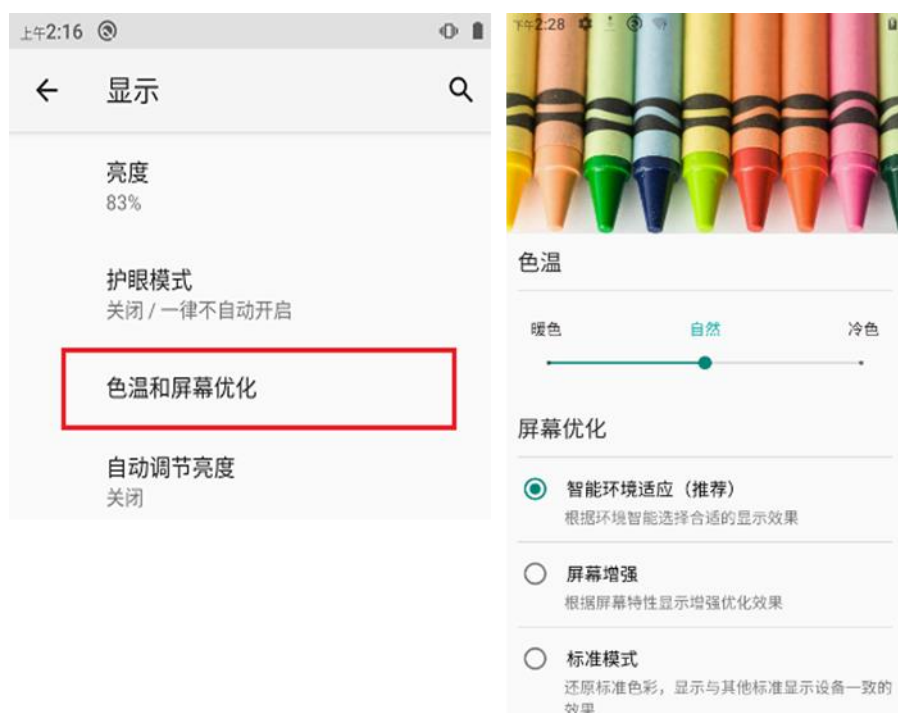 上午2:16
显示
亮度
83%
护眼模式
关闭 / 一律不自动开启
色温和屏幕优化
自动调节亮度
关闭
下午2:28
色温
暖色 自然 冷色
屏幕优化
智能环境适应（推荐）
根据环境智能选择合适的显示效果
屏幕增强
根据屏幕特性显示增强优化效果
标准模式
还原标准色彩，显示与其他标准显示设备一致的
效果